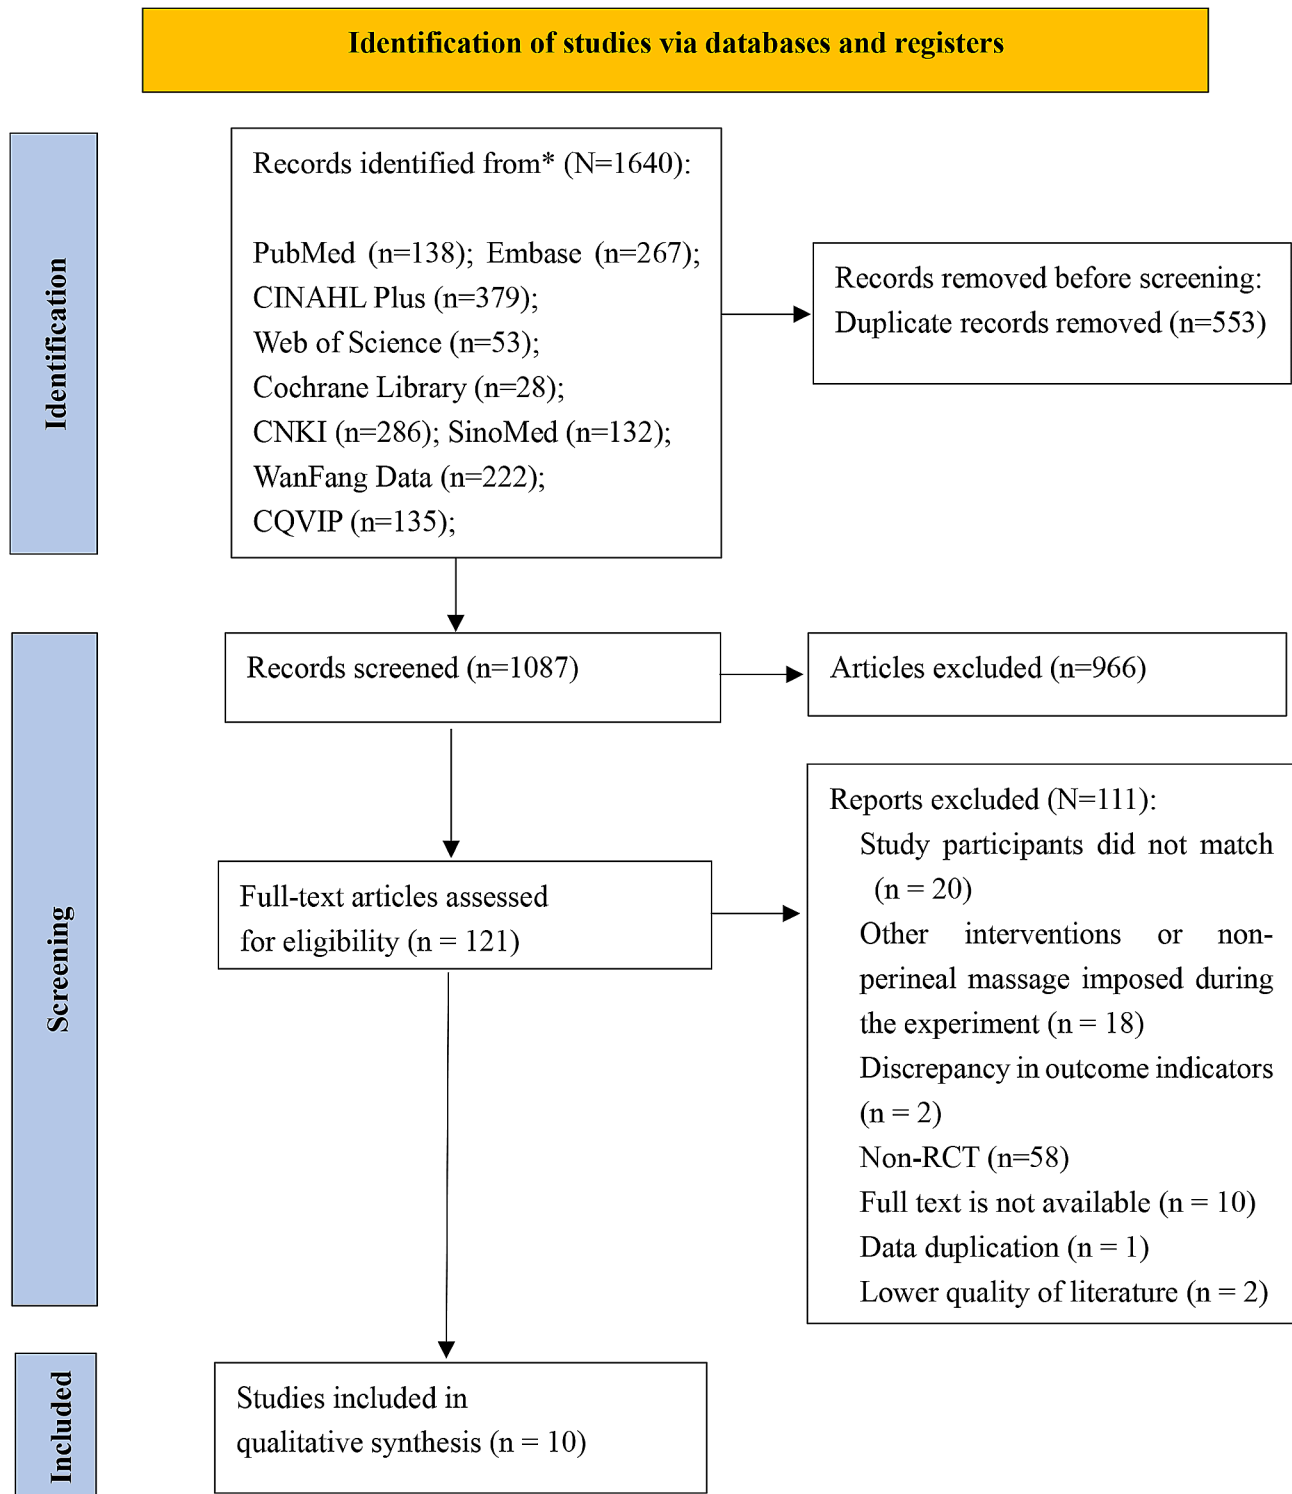 Identification of studies via databases and registers
Identification
Records identified from* (N=1640):
PubMed (n=138); Embase (n=267);
CINAHL Plus (n=379);
Web of Science (n=53);
Cochrane Library (n=28);
CNKI (n=286); SinoMed (n=132);
WanFang Data (n=222);
CQVIP (n=135);
Records removed before screening:
Duplicate records removed (n=553)
Screening
Records screened (n=1087)
Articles excluded (n=966)
Full-text articles assessed
for eligibility (n = 121)
Reports excluded (N=111):
Study participants did not match
(n = 20)
Other interventions or non-
perineal massage imposed during
the experiment (n = 18)
Discrepancy in outcome indicators
(n = 2)
Non-RCT (n=58)
Full text is not available (n = 10)
Data duplication (n = 1)
Lower quality of literature (n = 2)
Included
Studies included in
qualitative synthesis (n = 10)